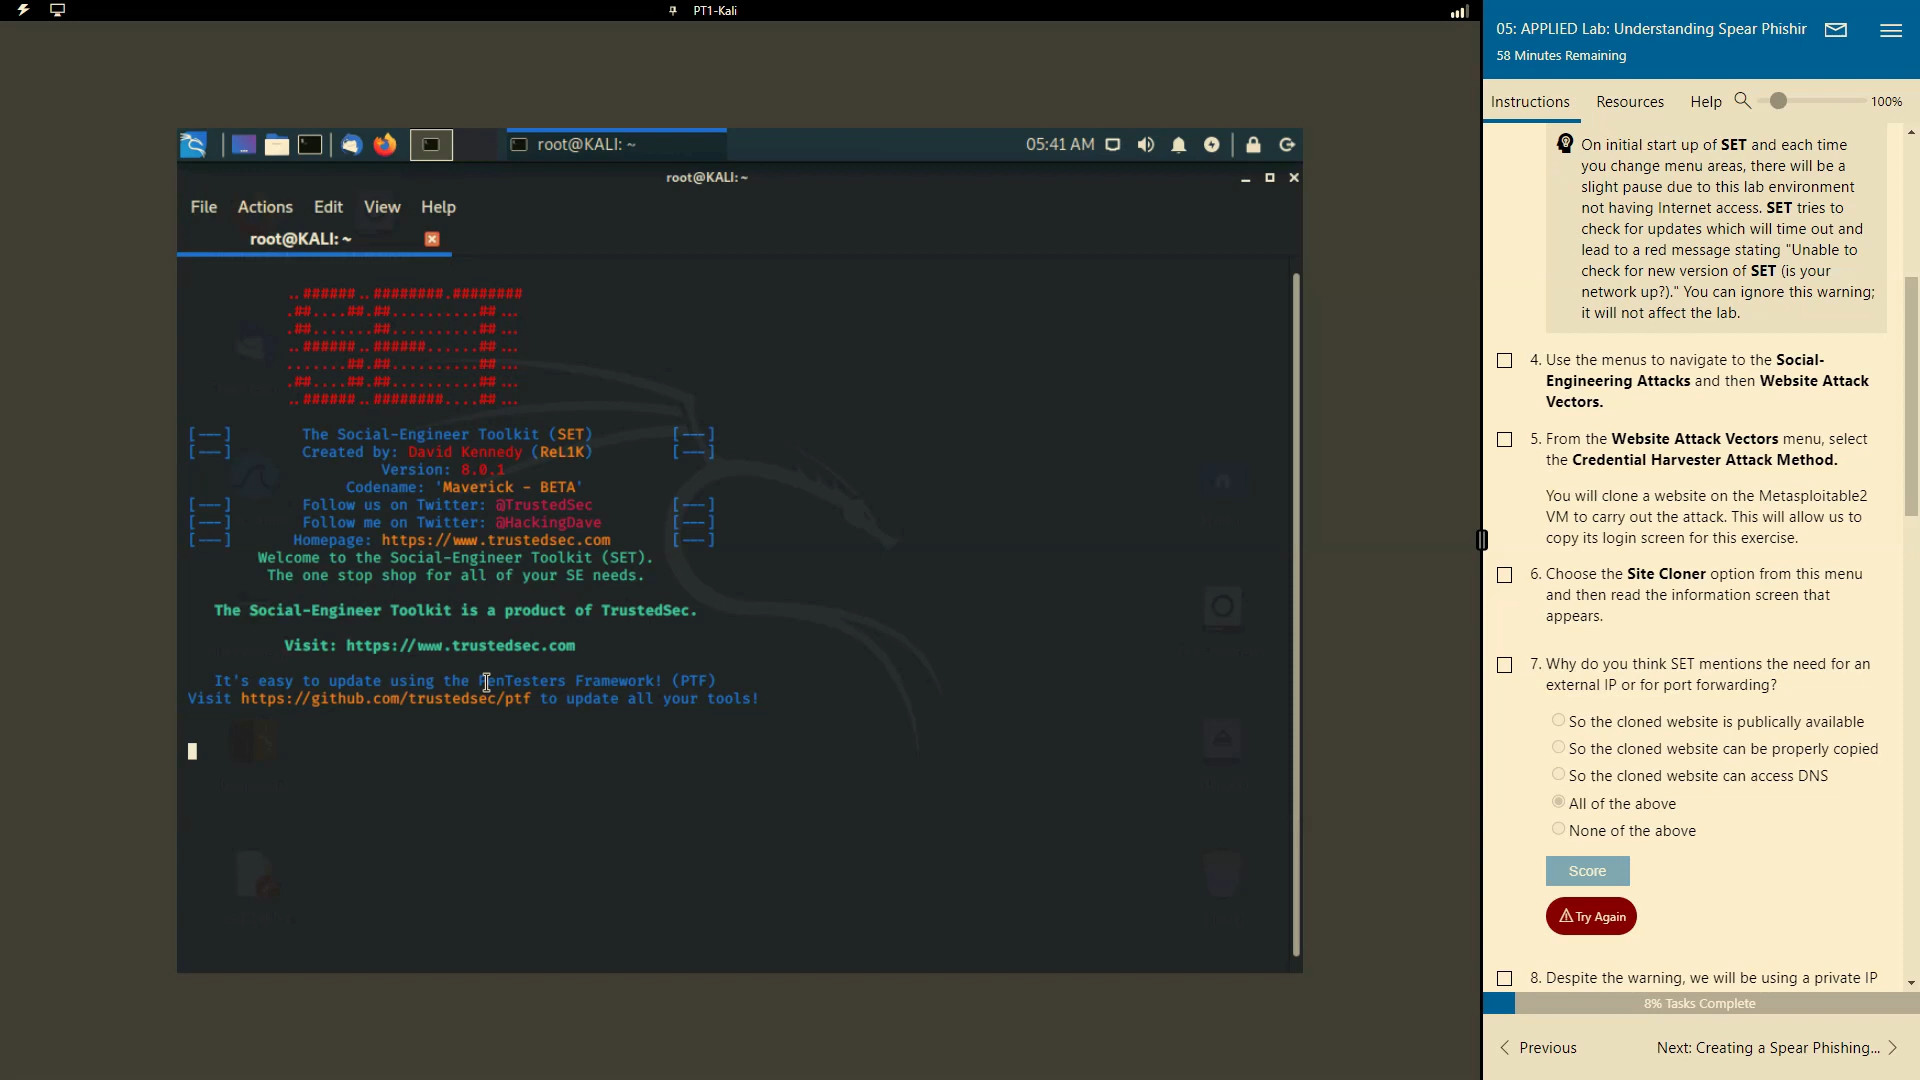 PT1-Kali
root@KALI: ~
05:41 AM
root@KALI: ~
File Actions Edit View Help
root@KALI: ~
..######..########.########
.##....##.##..........##...
.##.......##..........##...
..######..######......##...
.......##.##..........##...
.##....##.##..........##...
..######..########....##...
[---] The Social-Engineer Toolkit (SET) [---]
[---] Created by: David Kennedy (ReL1K) [---]
Version: 8.0.1
Codename: 'Maverick - BETA'
[---] Follow us on Twitter: @TrustedSec [---]
[---] Follow me on Twitter: @HackingDave [---]
[---] Homepage: https://www.trustedsec.com [---]
Welcome to the Social-Engineer Toolkit (SET).
The one stop shop for all of your SE needs.
The Social-Engineer Toolkit is a product of TrustedSec.
Visit: https://www.trustedsec.com
It's easy to update using the PenTesters Framework! (PTF)
Visit https://github.com/trustedsec/ptf to update all your tools!
05: APPLIED Lab: Understanding Spear Phishir
58 Minutes Remaining
Instructions Resources Help 100%
On initial start up of SET and each time
you change menu areas, there will be a
slight pause due to this lab environment
not having Internet access. SET tries to
check for updates which will time out and
lead to a red message stating "Unable to
check for new version of SET (is your
network up?)." You can ignore this warning;
it will not affect the lab.
4. Use the menus to navigate to the Social-
Engineering Attacks and then Website Attack
Vectors.
5. From the Website Attack Vectors menu, select
the Credential Harvester Attack Method.
You will clone a website on the Metasploitable2
VM to carry out the attack. This will allow us to
copy its login screen for this exercise.
6. Choose the Site Cloner option from this menu
and then read the information screen that
appears.
7. Why do you think SET mentions the need for an
external IP or for port forwarding?
So the cloned website is publically available
So the cloned website can be properly copied
So the cloned website can access DNS
All of the above
None of the above
Score
Try Again
8. Despite the warning, we will be using a private IP
8% Tasks Complete
Previous
Next: Creating a Spear Phishing...